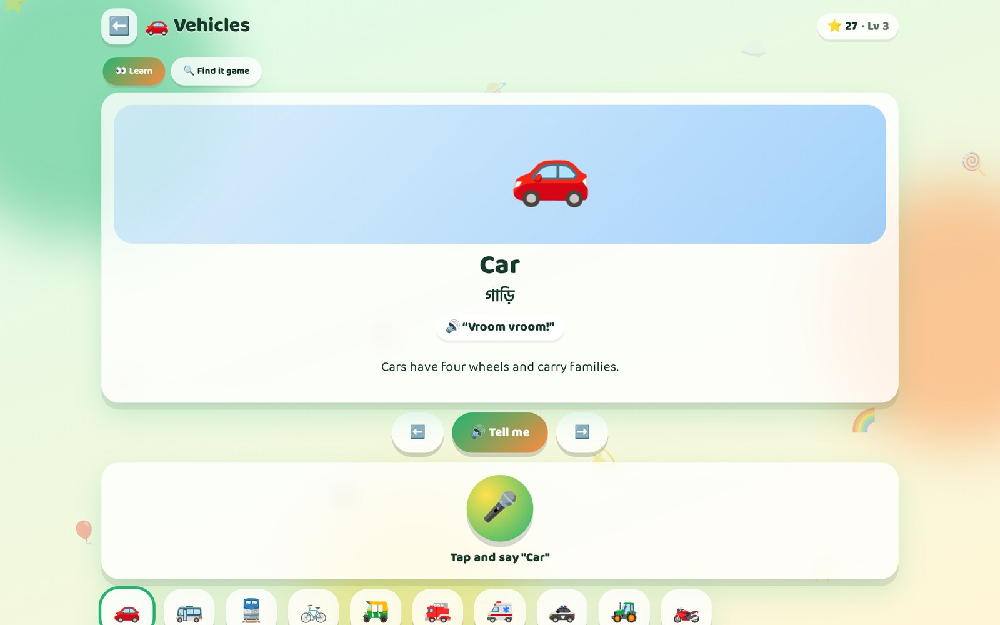 Vehicles
27 · Lv 3
Learn
Find it game
Car
গাড়ি
“Vroom vroom!”
Cars have four wheels and carry families.
Tell me
Tap and say "Car"